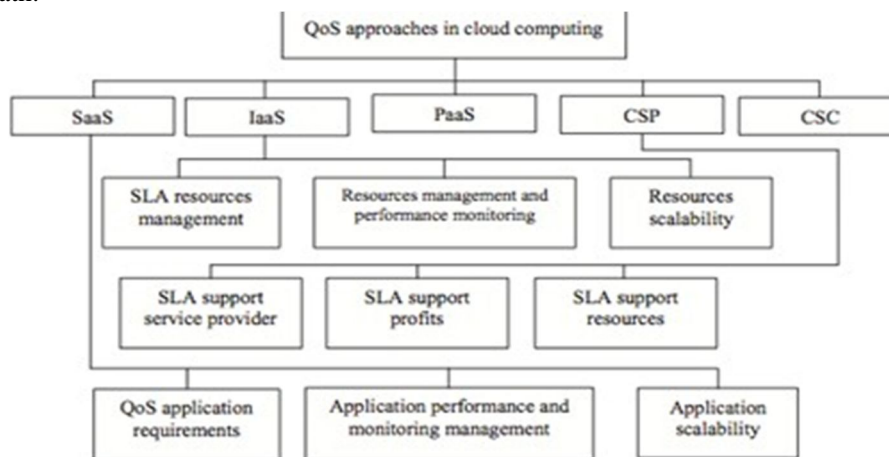 QoS approaches in cloud computing
SaaS
IaaS
PaaS
CSP
CSC
SLA resources
management
Resources management and
performance monitoring
Resources
scalability
SLA support
service provider
SLA support
profits
SLA support
resources
QoS application
requirements
Application performance and
monitoring management
Application
scalability